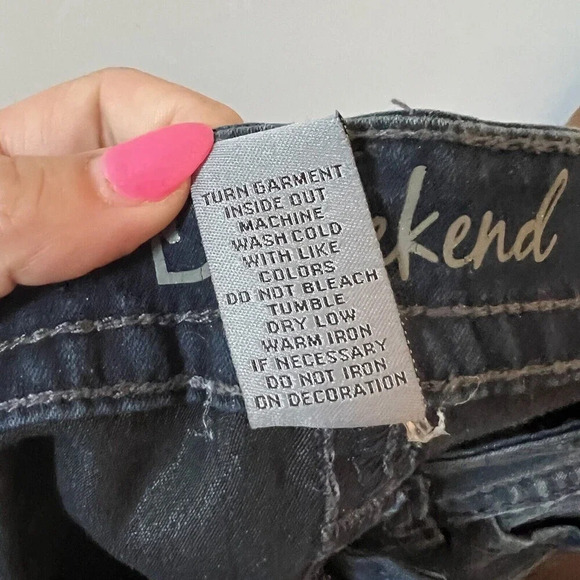 TURN GARMENT
INSIDE OUT
MACHINE
WASH COLD
WITH LIKE
COLORS
DO NOT BLEACH
TUMBLE
DRY LOW
WARM IRON
IF NECESSARY
DO NOT IRON
ON DECORATION
ekend